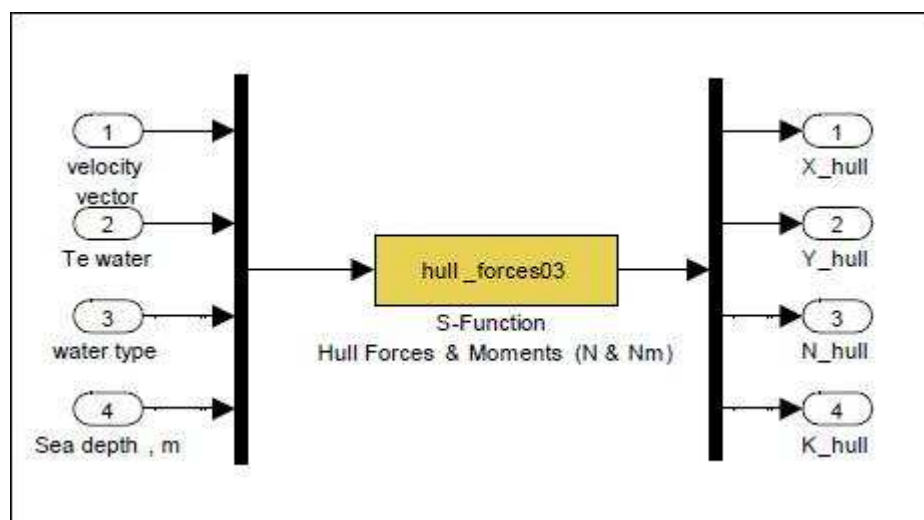 1
velocity
vector
2
Te water
3
water type
4
Sea depth , m
hull _forces03
S-Function
Hull Forces & Moments (N & Nm)
1
X_hull
2
Y_hull
3
N_hull
4
K_hull